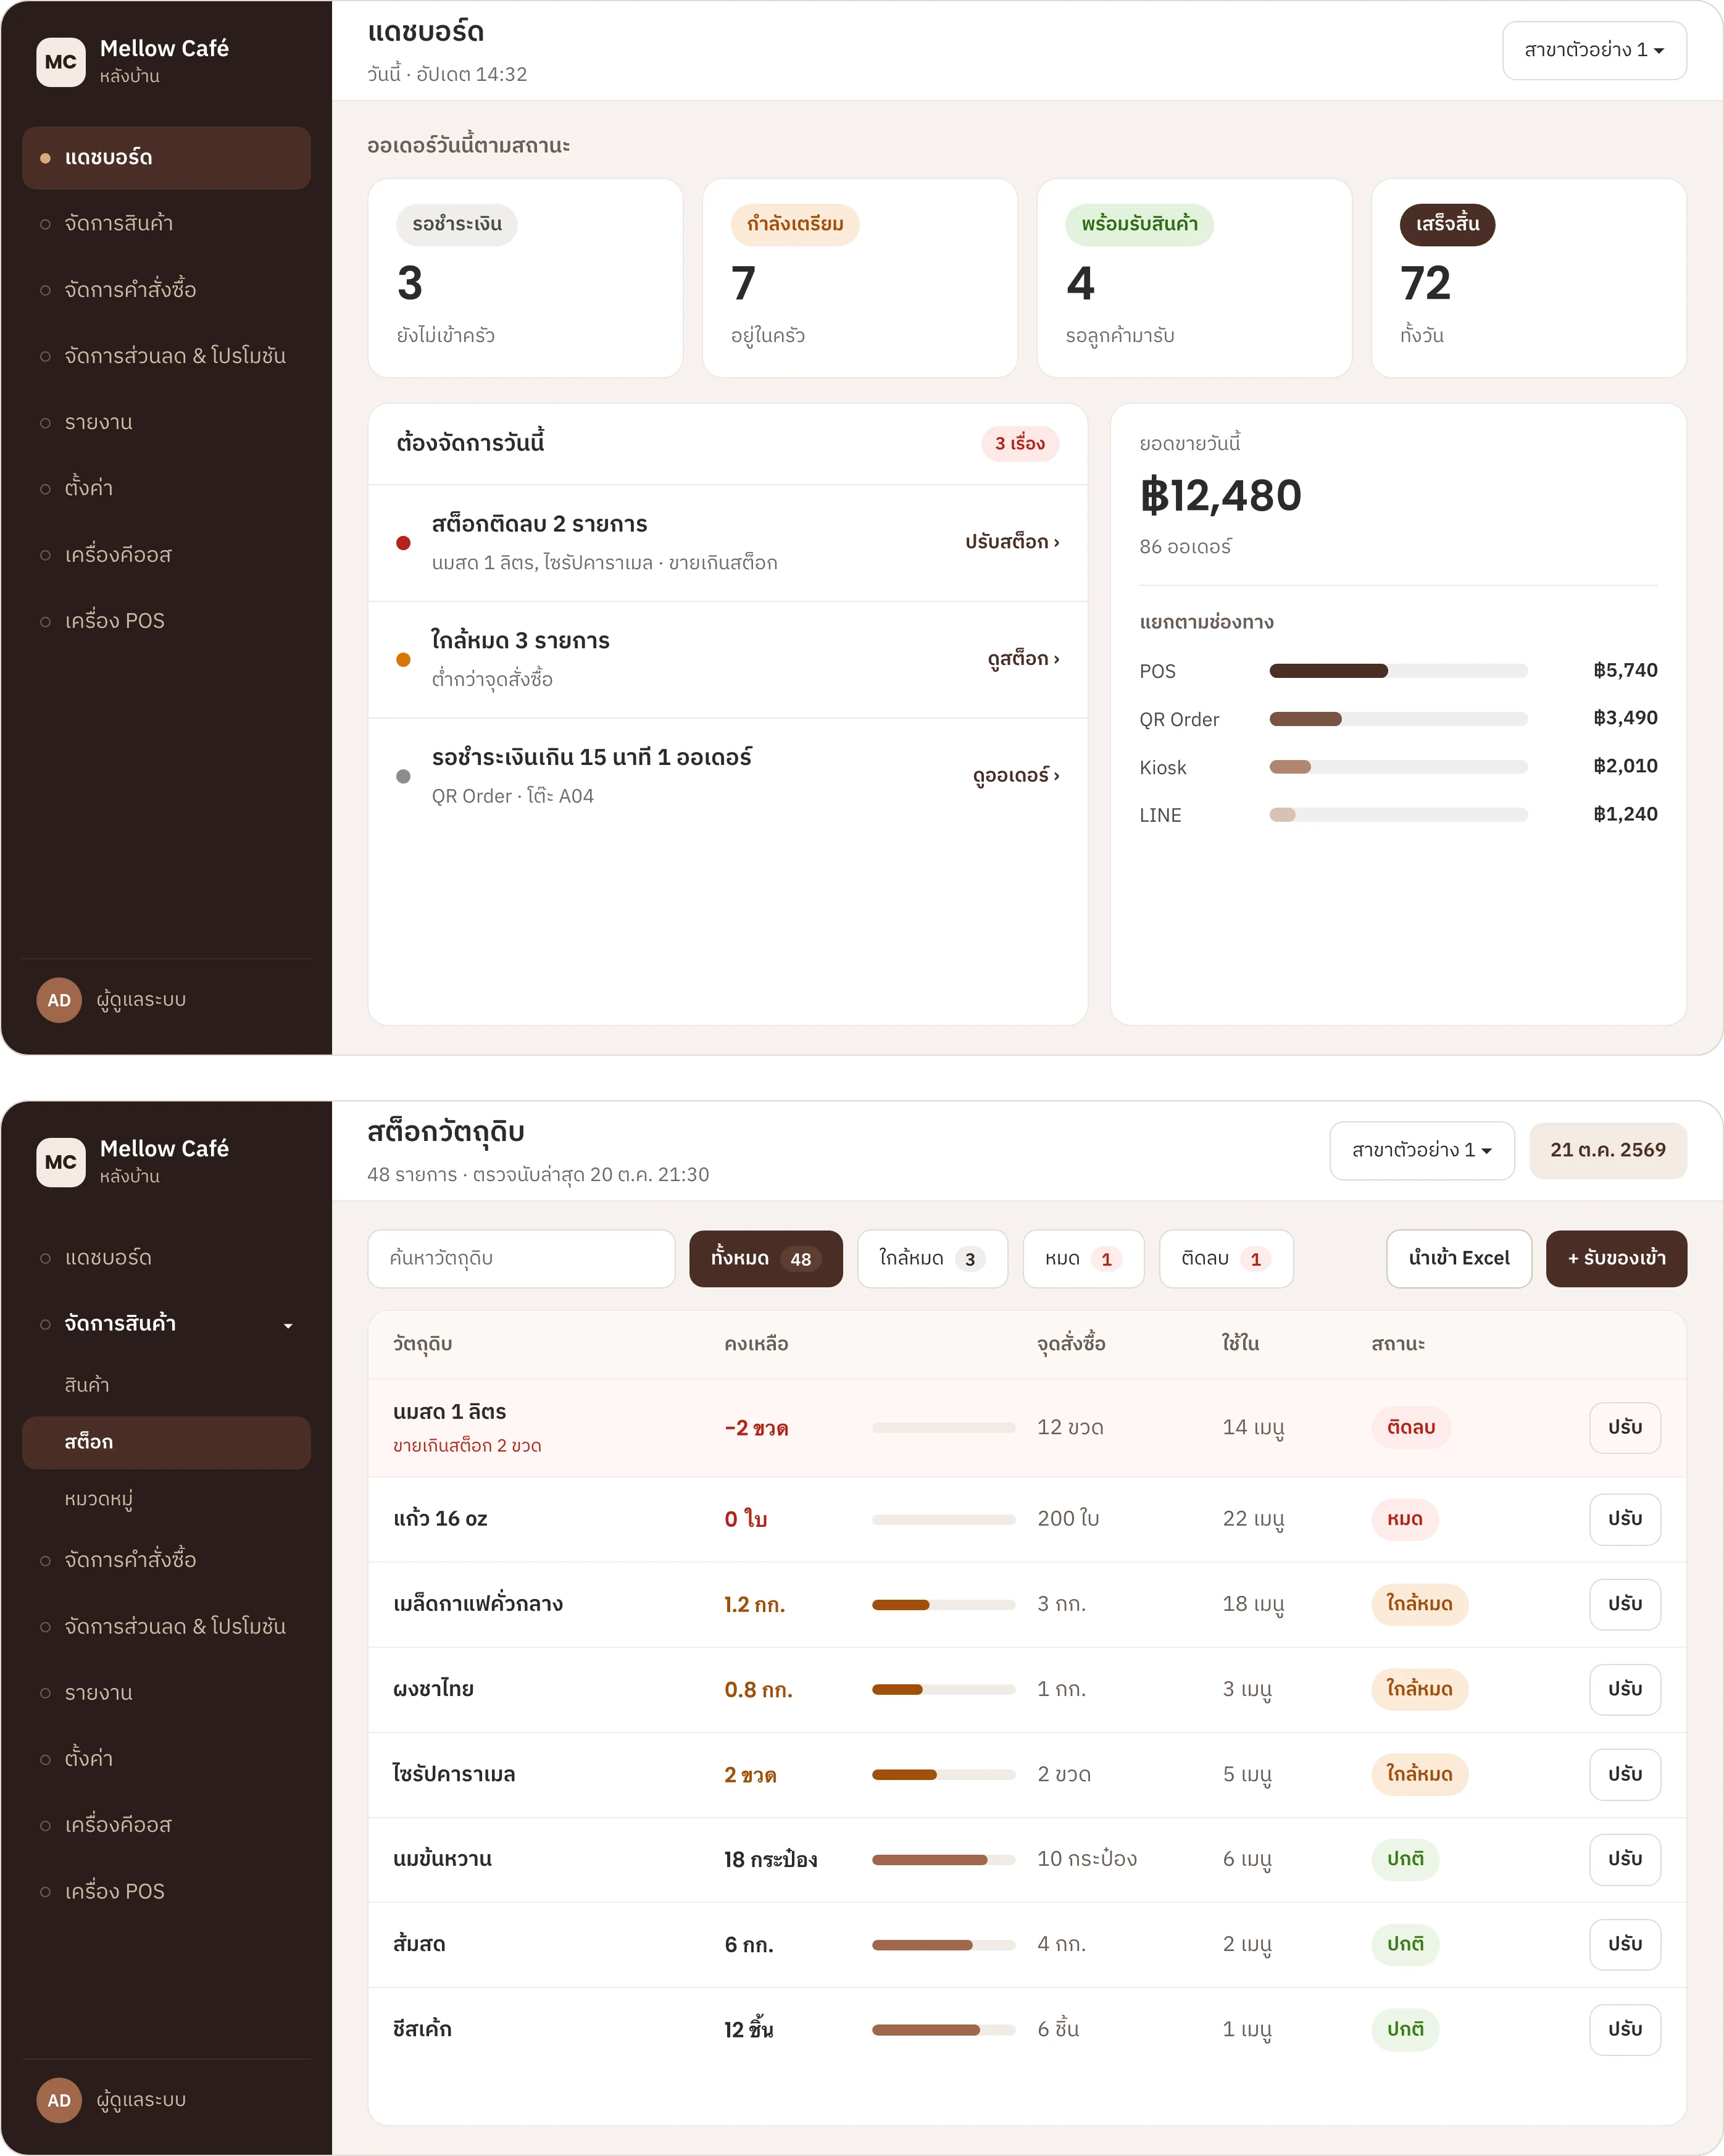 MC
Mellow Café
หลังบ้าน
แดชบอร์ด
จัดการสินค้า
จัดการคำสั่งซื้อ
จัดการส่วนลด & โปรโมชัน
รายงาน
ตั้งค่า
เครื่องคีออส
เครื่อง POS
AD
ผู้ดูแลระบบ
แดชบอร์ด
วันนี้ · อัปเดต 14:32
สาขาตัวอย่าง 1
ออเดอร์วันนี้ตามสถานะ
รอชำระเงิน
3
ยังไม่เข้าครัว
กำลังเตรียม
7
อยู่ในครัว
พร้อมรับสินค้า
4
รอลูกค้ามารับ
เสร็จสิ้น
72
ทั้งวัน
ต้องจัดการวันนี้
3 เรื่อง
สต็อกติดลบ 2 รายการ
นมสด 1 ลิตร, ไซรัปคาราเมล · ขายเกินสต็อก
ปรับสต็อก ›
ใกล้หมด 3 รายการ
ต่ำกว่าจุดสั่งซื้อ
ดูสต็อก ›
รอชำระเงินเกิน 15 นาที 1 ออเดอร์
QR Order · โต๊ะ A04
ดูออเดอร์ ›
ยอดขายวันนี้
฿12,480
86 ออเดอร์
แยกตามช่องทาง
POS ฿5,740
QR Order ฿3,490
Kiosk ฿2,010
LINE ฿1,240
MC
Mellow Café
หลังบ้าน
แดชบอร์ด
จัดการสินค้า
สินค้า
สต็อก
หมวดหมู่
จัดการคำสั่งซื้อ
จัดการส่วนลด & โปรโมชัน
รายงาน
ตั้งค่า
เครื่องคีออส
เครื่อง POS
AD
ผู้ดูแลระบบ
สต็อกวัตถุดิบ
48 รายการ · ตรวจนับล่าสุด 20 ต.ค. 21:30
สาขาตัวอย่าง 1
21 ต.ค. 2569
ค้นหาวัตถุดิบ
ทั้งหมด 48
ใกล้หมด 3
หมด 1
ติดลบ 1
นำเข้า Excel
+ รับของเข้า
วัตถุดิบ คงเหลือ จุดสั่งซื้อ ใช้ใน สถานะ
นมสด 1 ลิตร −2 ขวด 12 ขวด 14 เมนู ติดลบ ปรับ
ขายเกินสต็อก 2 ขวด
แก้ว 16 oz 0 ใบ 200 ใบ 22 เมนู หมด ปรับ
เมล็ดกาแฟคั่วกลาง 1.2 กก. 3 กก. 18 เมนู ใกล้หมด ปรับ
ผงชาไทย 0.8 กก. 1 กก. 3 เมนู ใกล้หมด ปรับ
ไซรัปคาราเมล 2 ขวด 2 ขวด 5 เมนู ใกล้หมด ปรับ
นมข้นหวาน 18 กระป๋อง 10 กระป๋อง 6 เมนู ปกติ ปรับ
ส้มสด 6 กก. 4 กก. 2 เมนู ปกติ ปรับ
ชีสเค้ก 12 ชิ้น 6 ชิ้น 1 เมนู ปกติ ปรับ